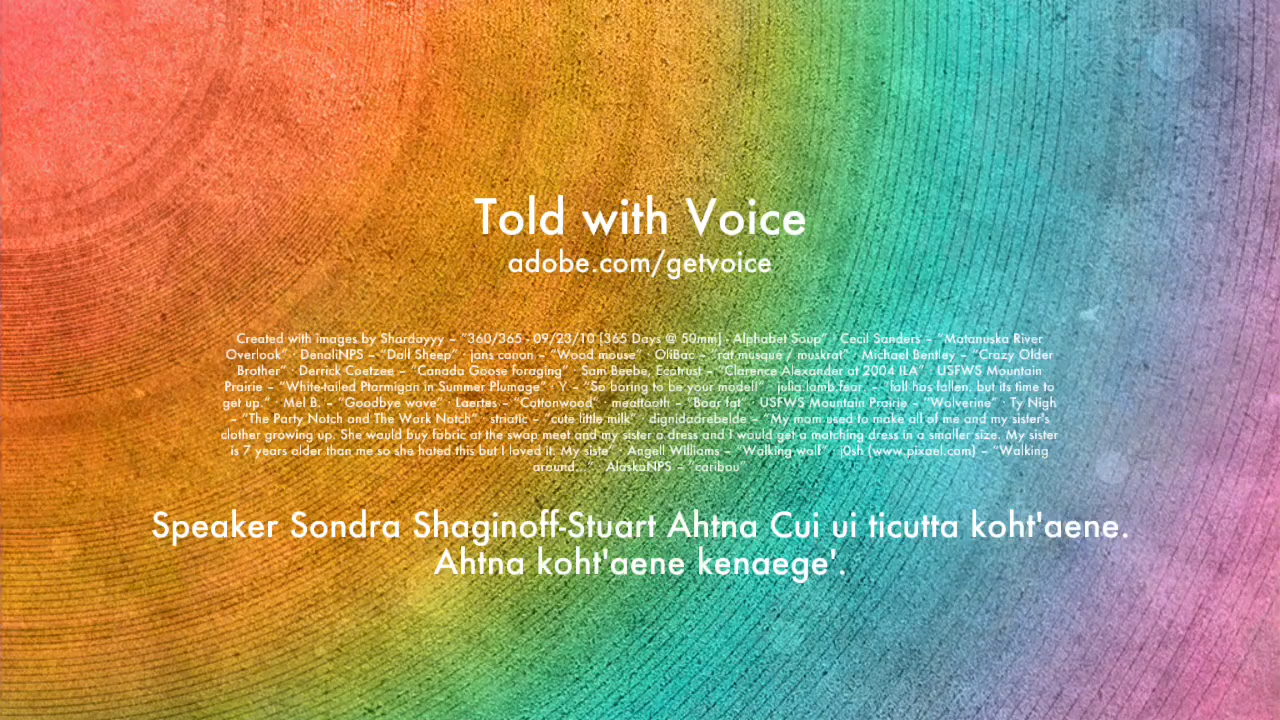 Told with Voice
adobe.com/getvoice
Created with images by Shardayyy – "360/365 - 09/23/10 [365 Days @ 50mm] - Alphabet Soup" · Cecil Sanders – "Matanuska River
Overlook" · DenaliNPS – "Dall Sheep" · jans canon – "Wood mouse" · OliBac – "rat musqué / muskrat" · Michael Bentley – "Crazy Older
Brother" · Derrick Coetzee – "Canada Goose foraging" · Sam Beebe, Ecotrust – "Clarence Alexander at 2004 ILA" · USFWS Mountain
Prairie – "White-tailed Ptarmigan in Summer Plumage" · Y. – "So boring to be your model!" · julia.lamb.fear. – "fall has fallen. but its time to
get up." · Mel B. – "Goodbye wave" · Laertes – "Cottonwood" · meattooth – "Boar fat" · USFWS Mountain Prairie – "Wolverine" · Ty Nigh
– "The Party Notch and The Work Notch" · striatic – "cute little milk" · dignidadrebelde – "My mom used to make all of me and my sister's
clother growing up. She would buy fabric at the swap meet and my sister a dress and I would get a matching dress in a smaller size. My sister
is 7 years alder than me so she hated this but I loved it. My siste" · Angell Williams – "Walking wolf" · j0sh (www.pixael.com) – "Walking
around..." · AlaskaNPS – "caribou"
Speaker Sondra Shaginoff-Stuart Ahtna Cui ui ticutta koht'aene.
Ahtna koht'aene kenaege'.